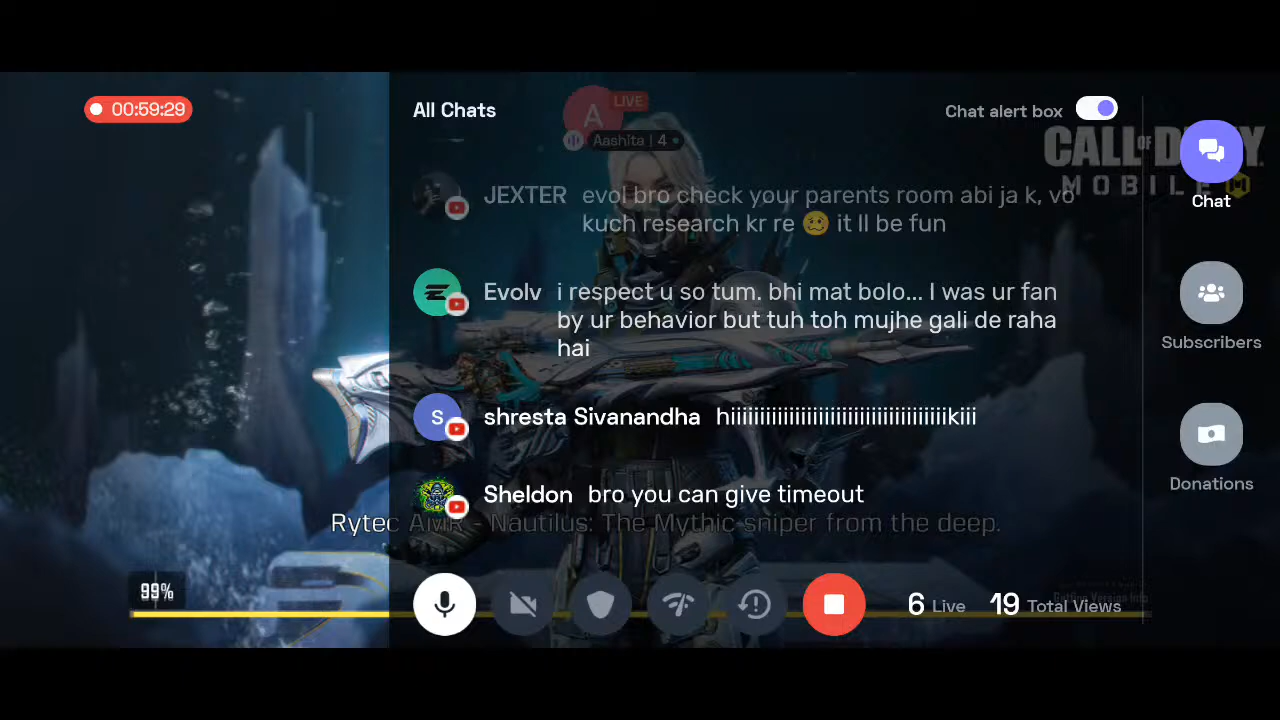 00:59:29
All Chats
A
LIVE
Aashita | 4
Chat alert box
CALL OF DUTY
MOBILE
Chat
JEXTER evol bro check your parents room abi ja k, vo
kuch research kr re 🥴 it ll be fun
Evolv i respect u so tum. bhi mat bolo... I was ur fan
by ur behavior but tuh toh mujhe gali de raha
hai
Subscribers
S
shresta Sivanandha hiiiiiiiiiiiiiiiiiiiiiiiiiiiiiiiiiiiiikiii
Sheldon bro you can give timeout
Donations
Rytec AMR - Nautilus: The Mythic sniper from the deep.
99%
Getting Version Info
6 Live 19 Total Views